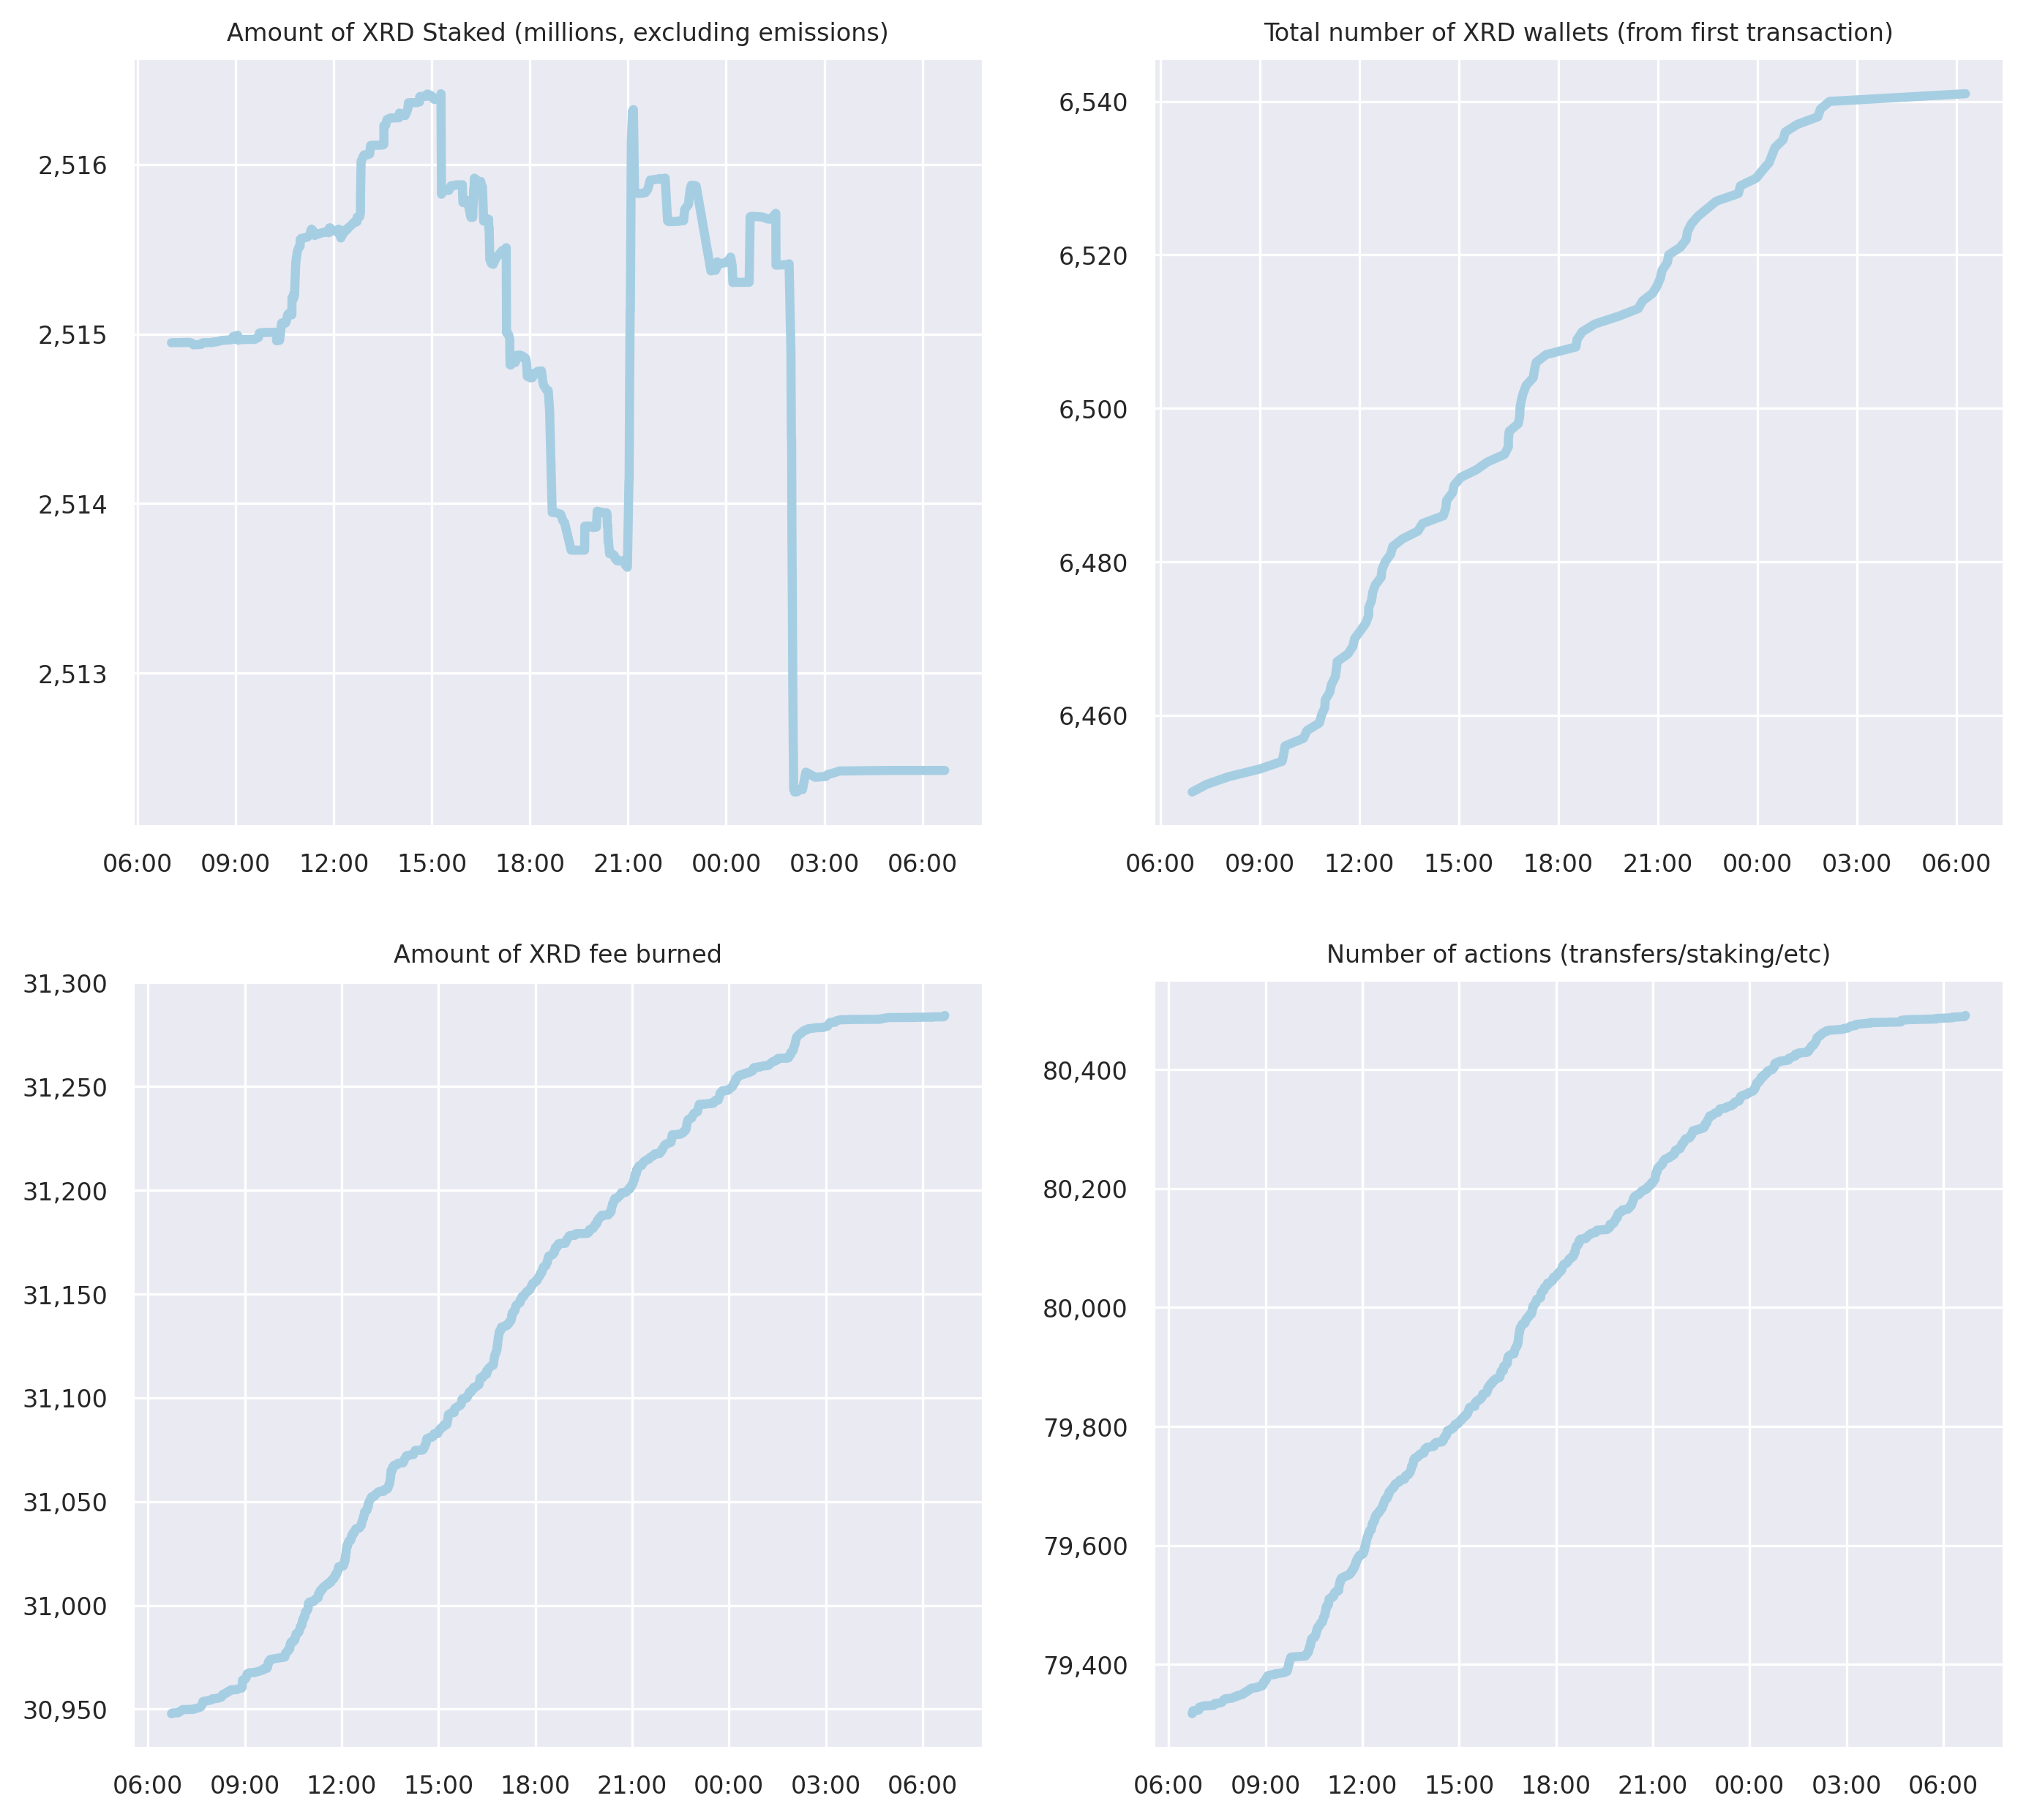 Amount of XRD Staked (millions, excluding emissions)
2,516
2,515
2,514
2,513
06:00 09:00 12:00 15:00 18:00 21:00 00:00 03:00 06:00
Total number of XRD wallets (from first transaction)
6,540
6,520
6,500
6,480
6,460
06:00 09:00 12:00 15:00 18:00 21:00 00:00 03:00 06:00
Amount of XRD fee burned
31,300
31,250
31,200
31,150
31,100
31,050
31,000
30,950
06:00 09:00 12:00 15:00 18:00 21:00 00:00 03:00 06:00
Number of actions (transfers/staking/etc)
80,400
80,200
80,000
79,800
79,600
79,400
06:00 09:00 12:00 15:00 18:00 21:00 00:00 03:00 06:00